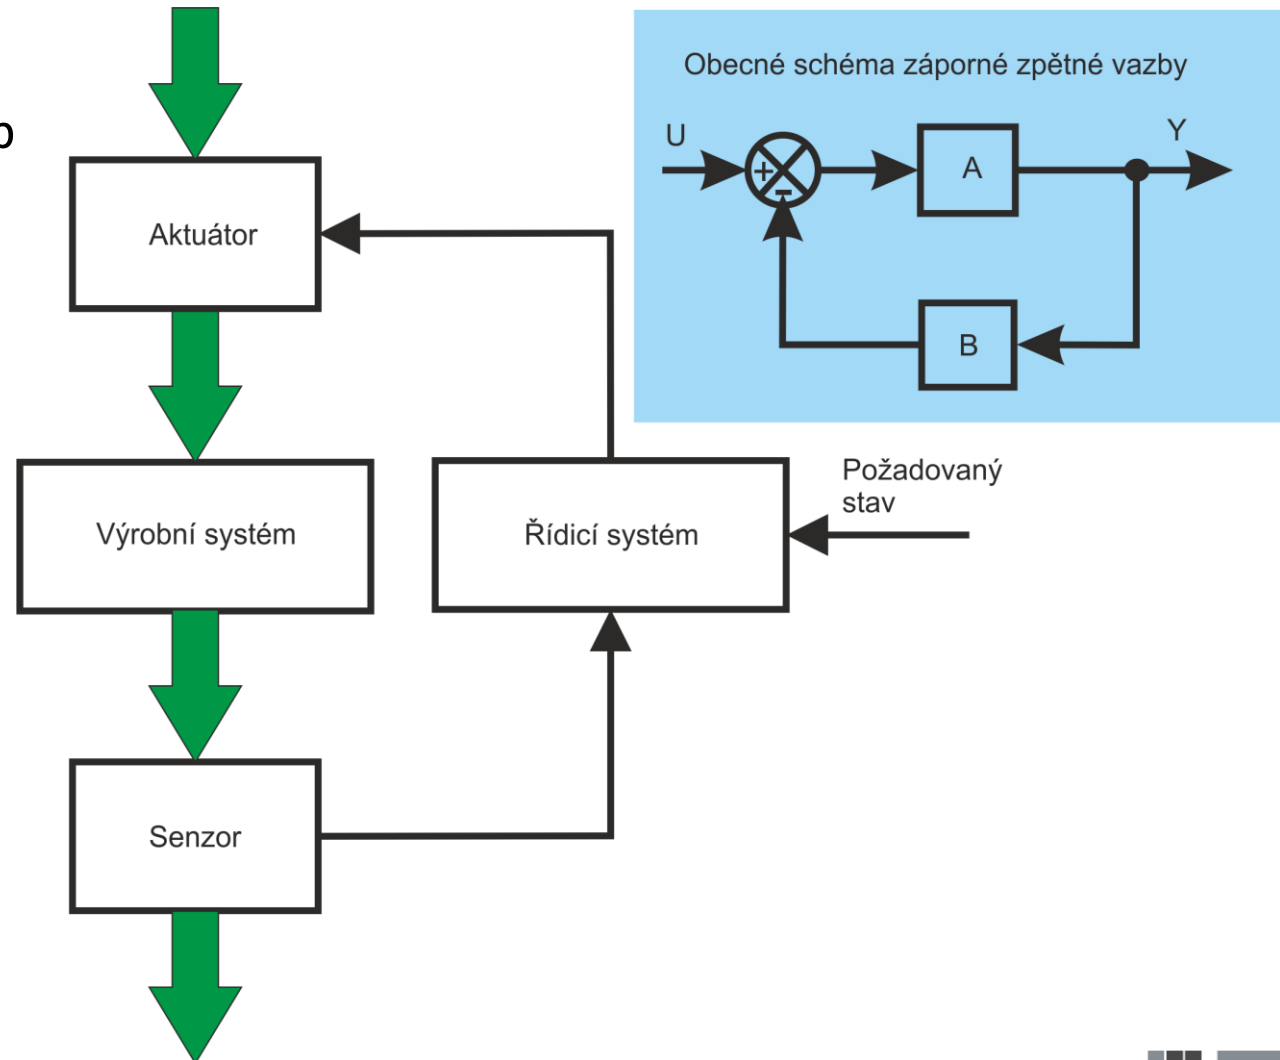 Obecné schéma záporné zpětné vazby
U
Y
+
A
-
B
Aktuátor
Požadovaný
stav
Výrobní systém
Řídicí systém
Senzor